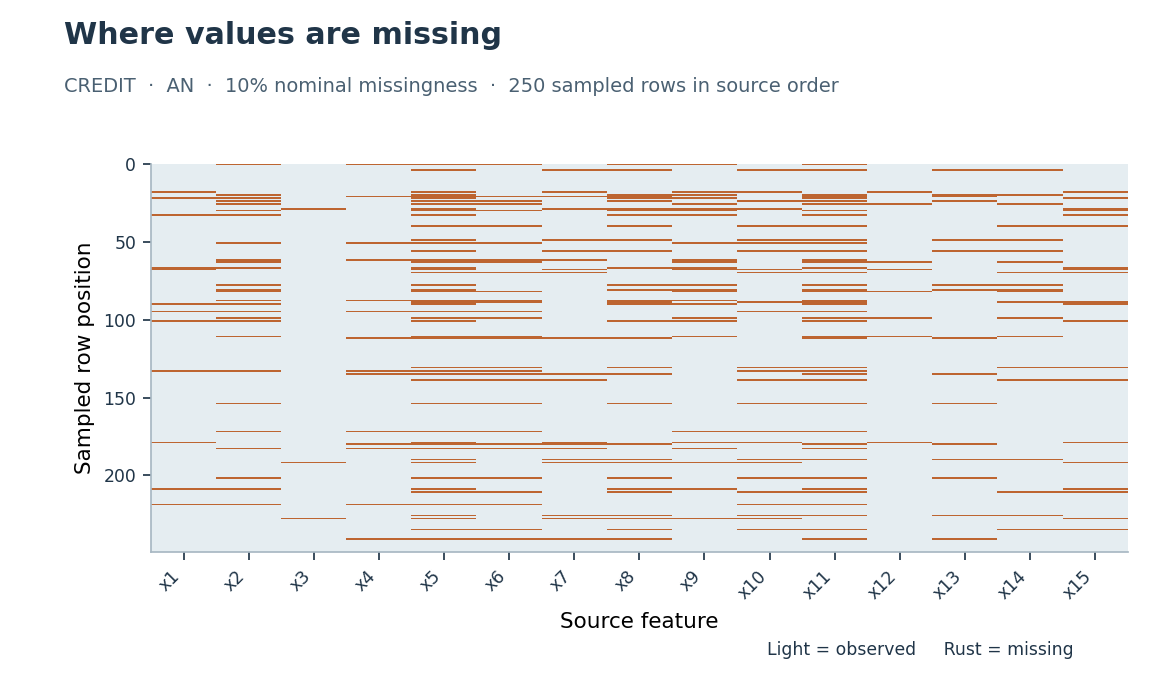 Where values are missing
CREDIT · AN · 10% nominal missingness · 250 sampled rows in source order
0
50
100
150
200
Sampled row position
x1 x2 x3 x4 x5 x6 x7 x8 x9 x10 x11 x12 x13 x14 x15
Source feature
Light = observed Rust = missing